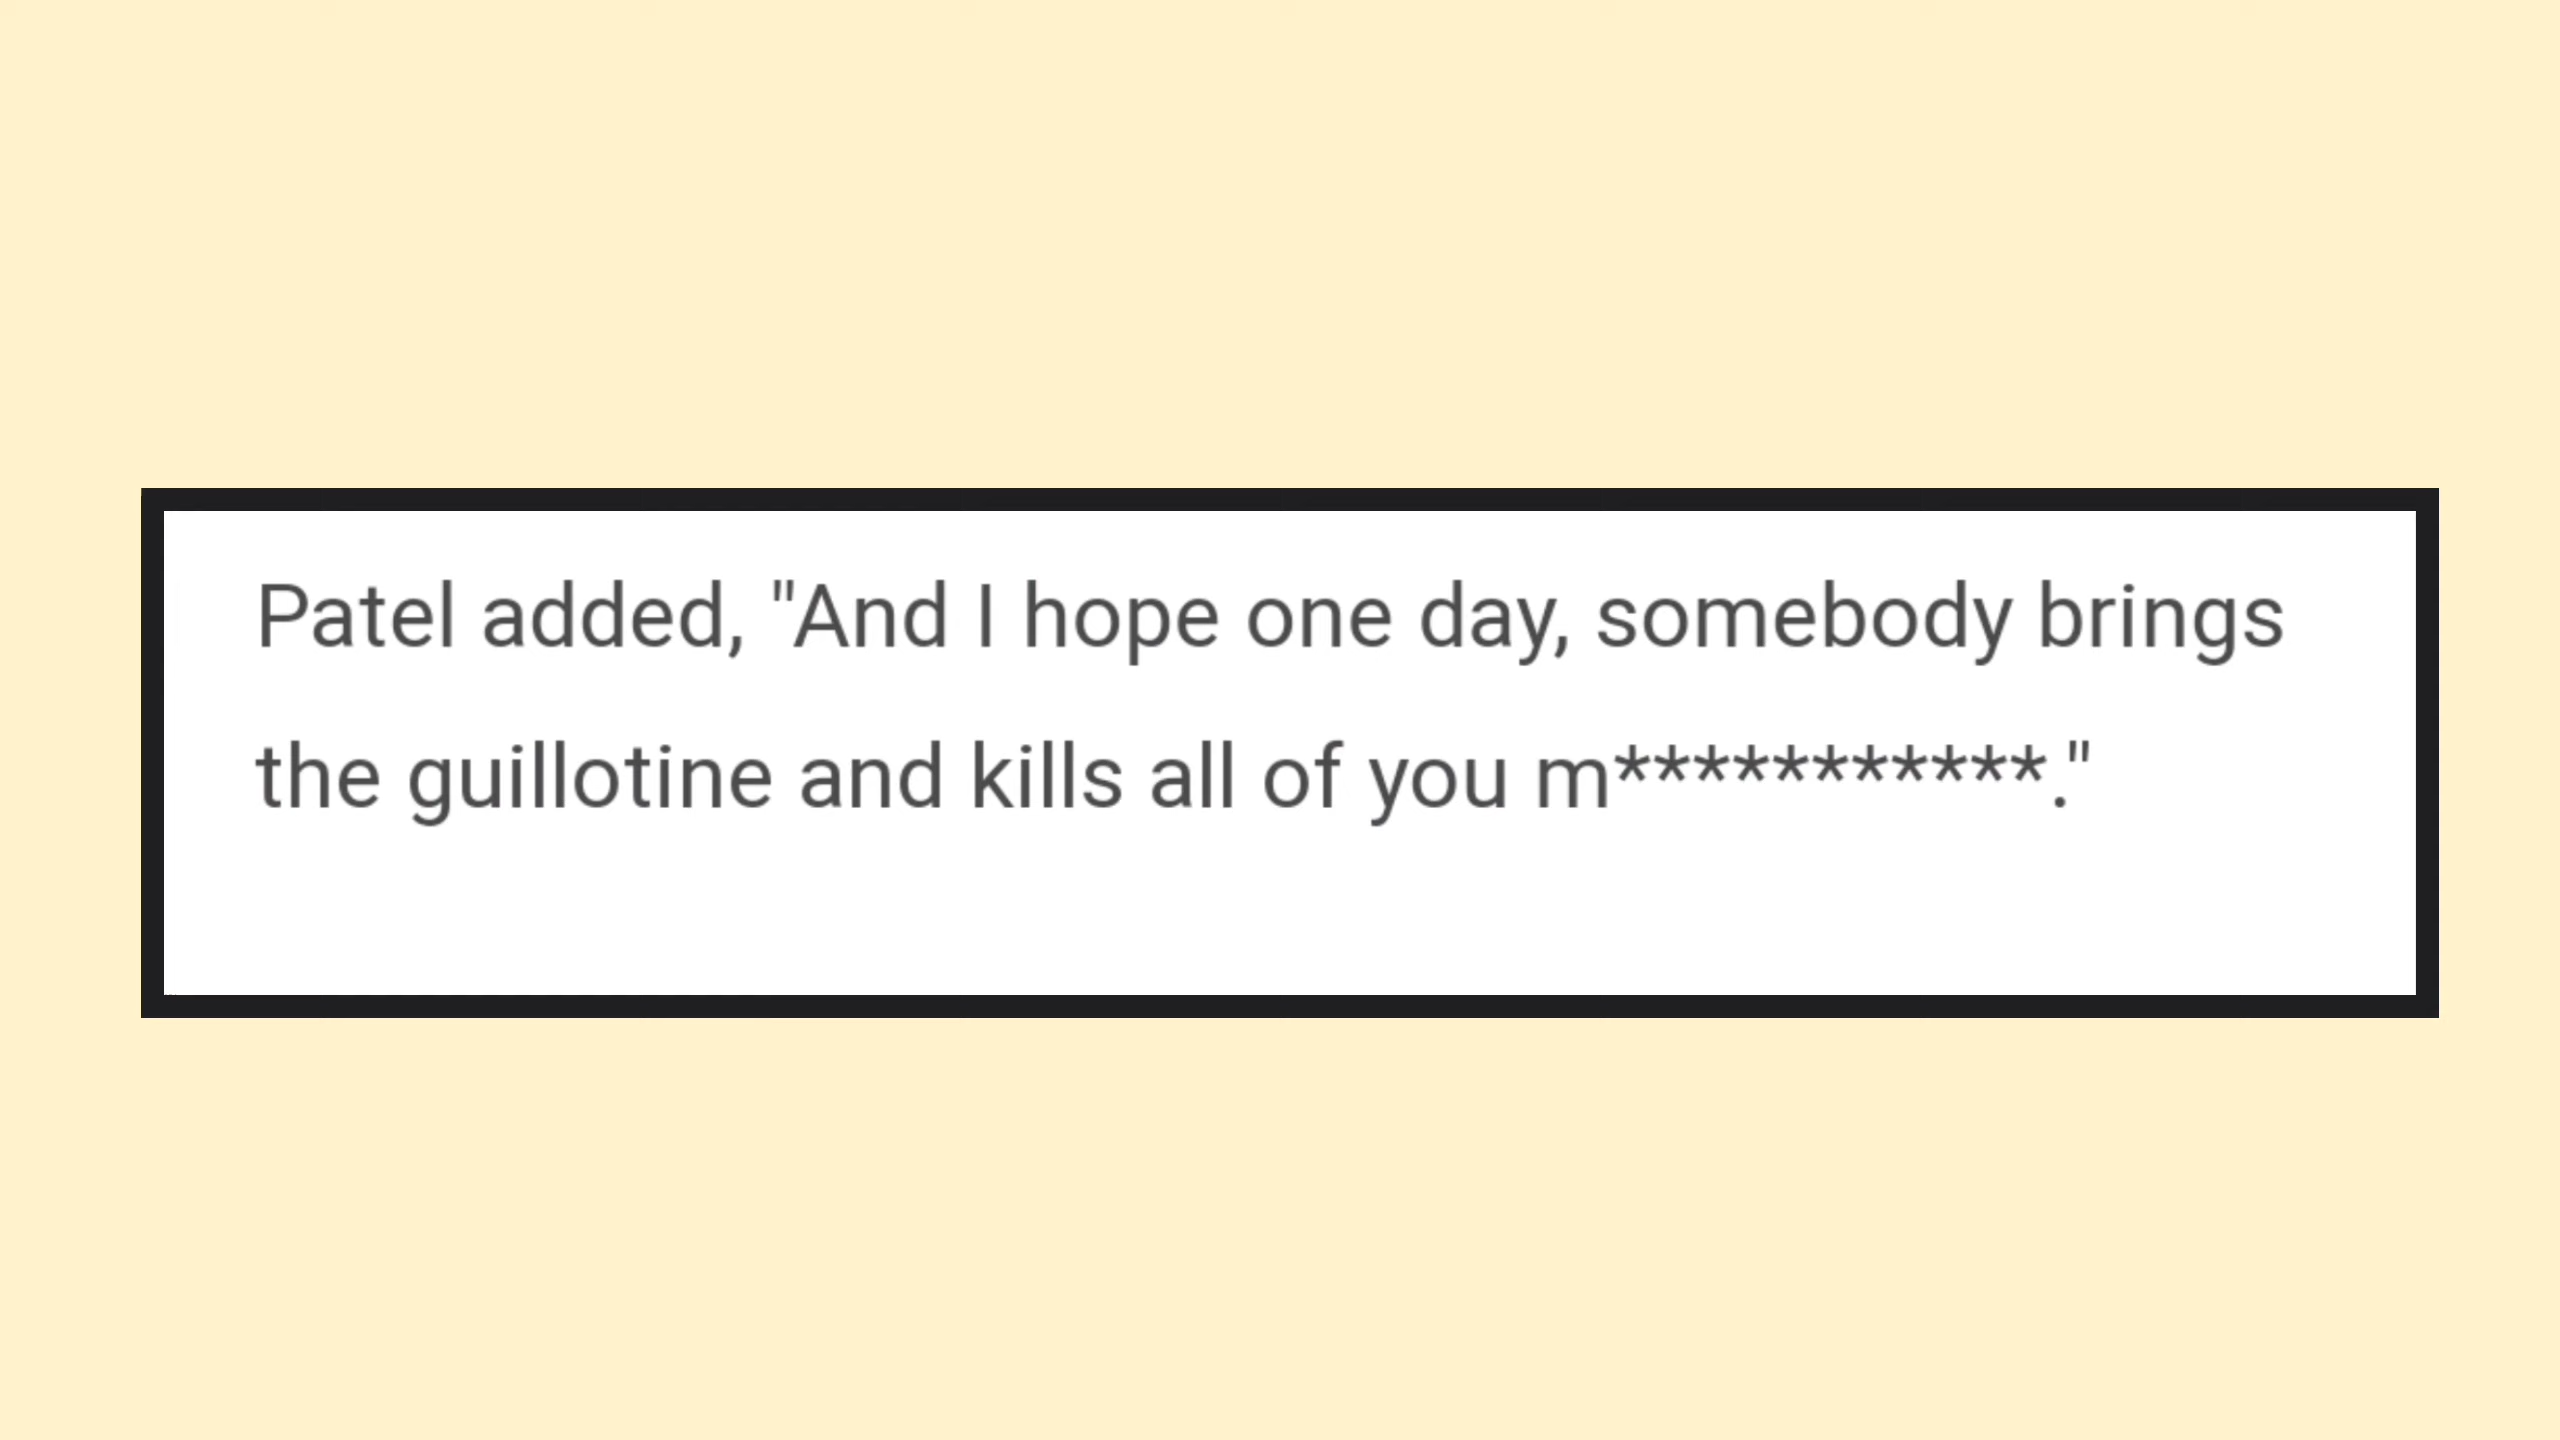 Patel added, "And I hope one day, somebody brings
the guillotine and kills all of you m***********."